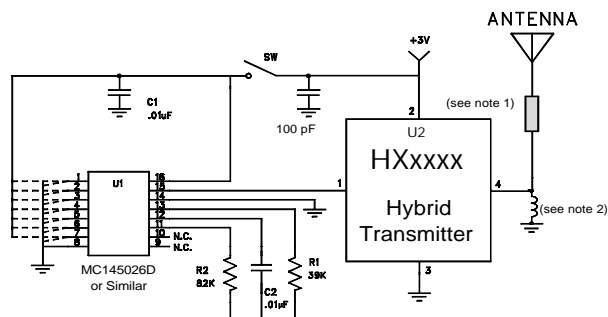 ANTENNA
+3V
SW
(see note 1)
C1
.01uF
100 pF
2
U2
HXxxxx
Hybrid
Transmitter
1
4
3
(see note 2)
U1
1
2
3
4
5
6
7
8
16
15
14
13
12
11
10
9
N.C.
N.C.
MC145026D
or Similar
R2
82K
C2
.01uF
R1
39K